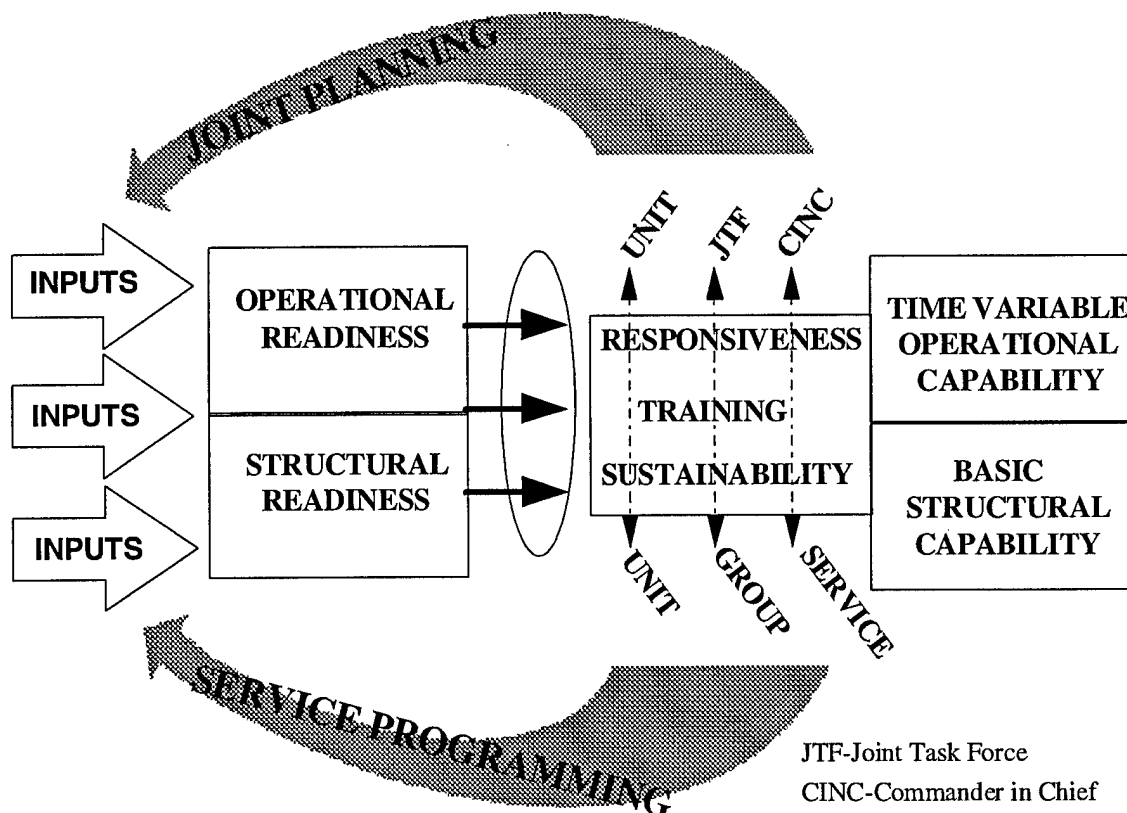 JOINT PLANNING
UNIT
JTF
CINC
INPUTS
INPUTS
INPUTS
OPERATIONAL
READINESS
STRUCTURAL
READINESS
RESPONSIVENESS
TRAINING
SUSTAINABILITY
TIME VARIABLE
OPERATIONAL
CAPABILITY
BASIC
STRUCTURAL
CAPABILITY
UNIT
GROUP
SERVICE
SERVICE PROGRAMMING
JTF-Joint Task Force
CINC-Commander in Chief